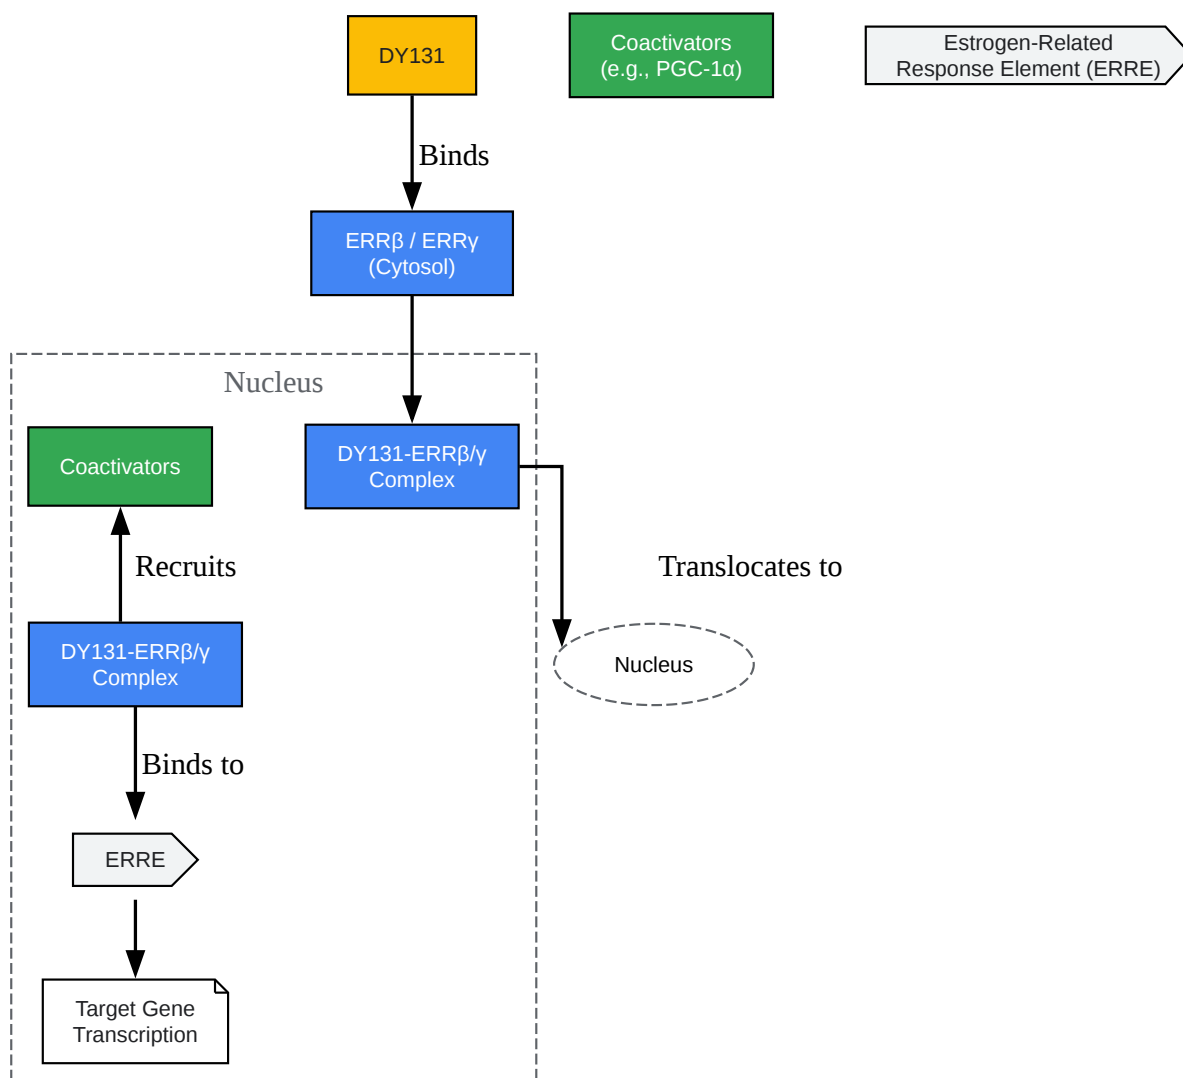 DY131
Coactivators
(e.g., PGC-1α)
Estrogen-Related
Response Element (ERRE)
Binds
ERRβ / ERRγ
(Cytosol)
Nucleus
Coactivators
DY131-ERRβ/γ
Complex
Recruits
Translocates to
DY131-ERRβ/γ
Complex
Nucleus
Binds to
ERRE
Target Gene
Transcription